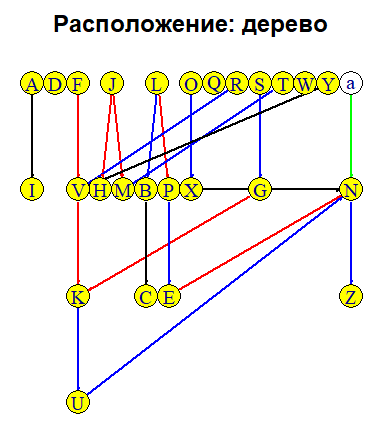 Расположение: дерево
A D F J L O Q R S T W Y a
I V H M B P X G N
K C E Z
U